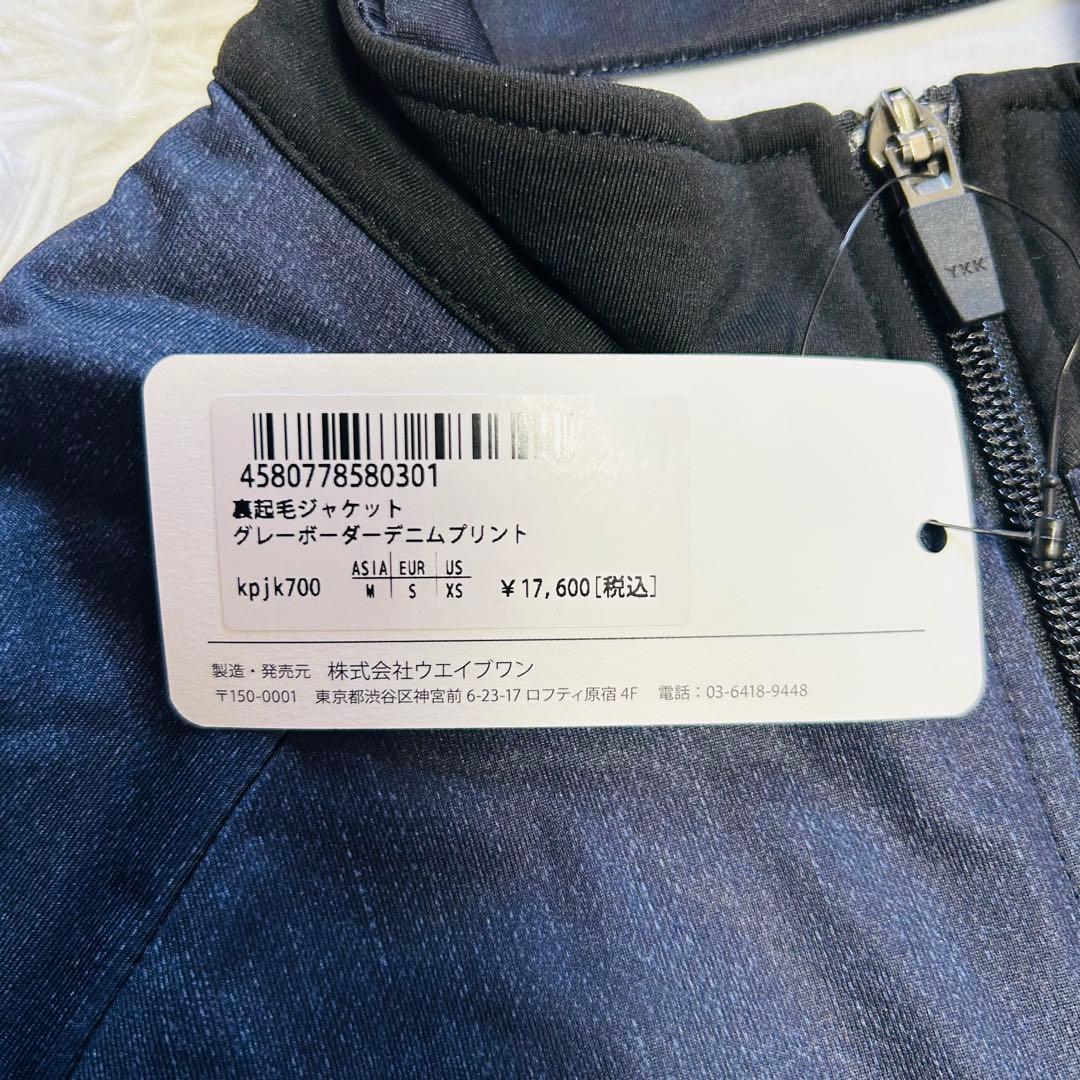 YKK
4580778580301
裏起毛ジャケット
グレーボーダーデニムプリント
kpjk700 ASIA EUR US ¥17,600[税込]
M S XS
製造・発売元 株式会社ウエイブワン
〒150-0001 東京都渋谷区神宮前 6-23-17 ロフティ原宿 4F 電話：03-6418-9448